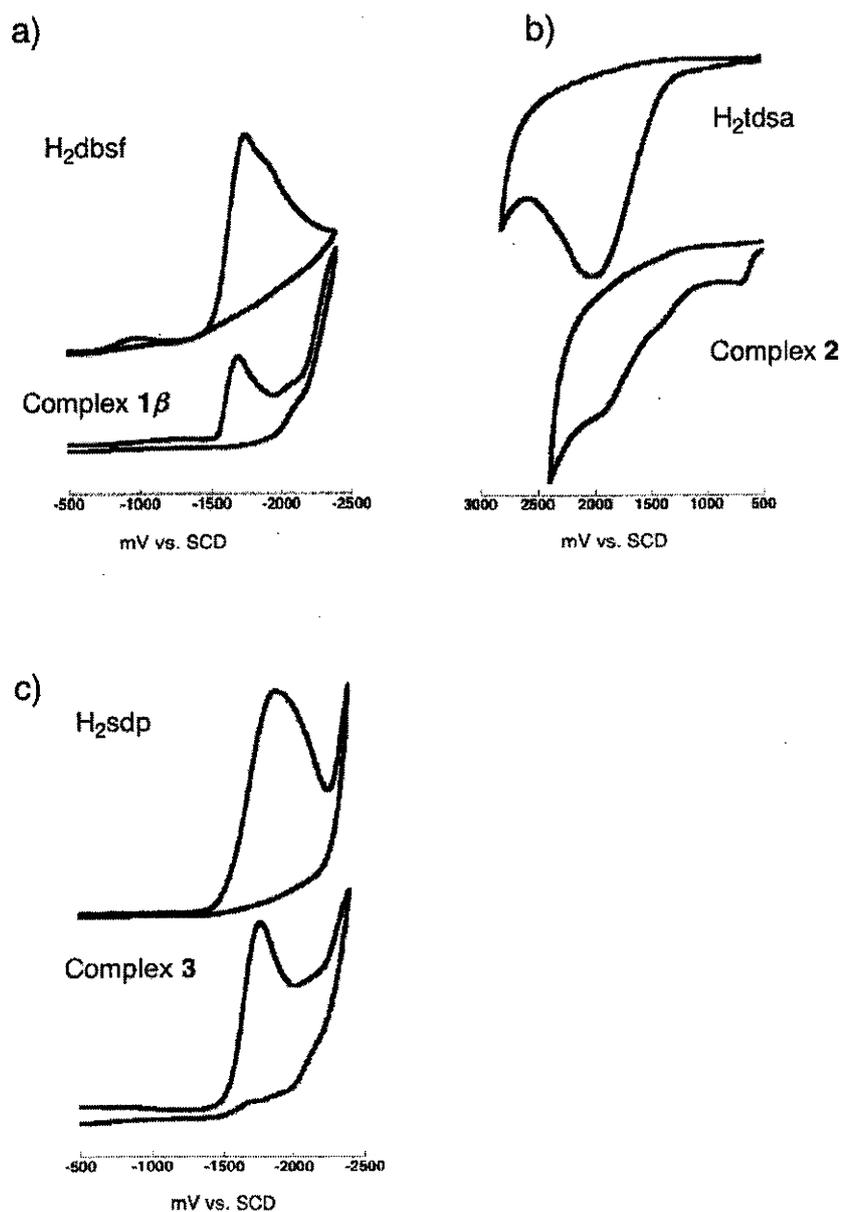 a)
H₂dbsf
Complex 1β
-500 -1000 -1500 -2000 -2500
mV vs. SCD
b)
H₂tdsa
Complex 2
3000 2500 2000 1500 1000 500
mV vs. SCD
c)
H₂sdp
Complex 3
-500 -1000 -1500 -2000 -2500
mV vs. SCD